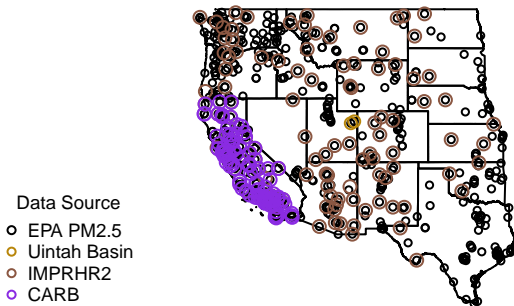 Data Source
EPA PM2.5
Uintah Basin
IMPRHR2
CARB